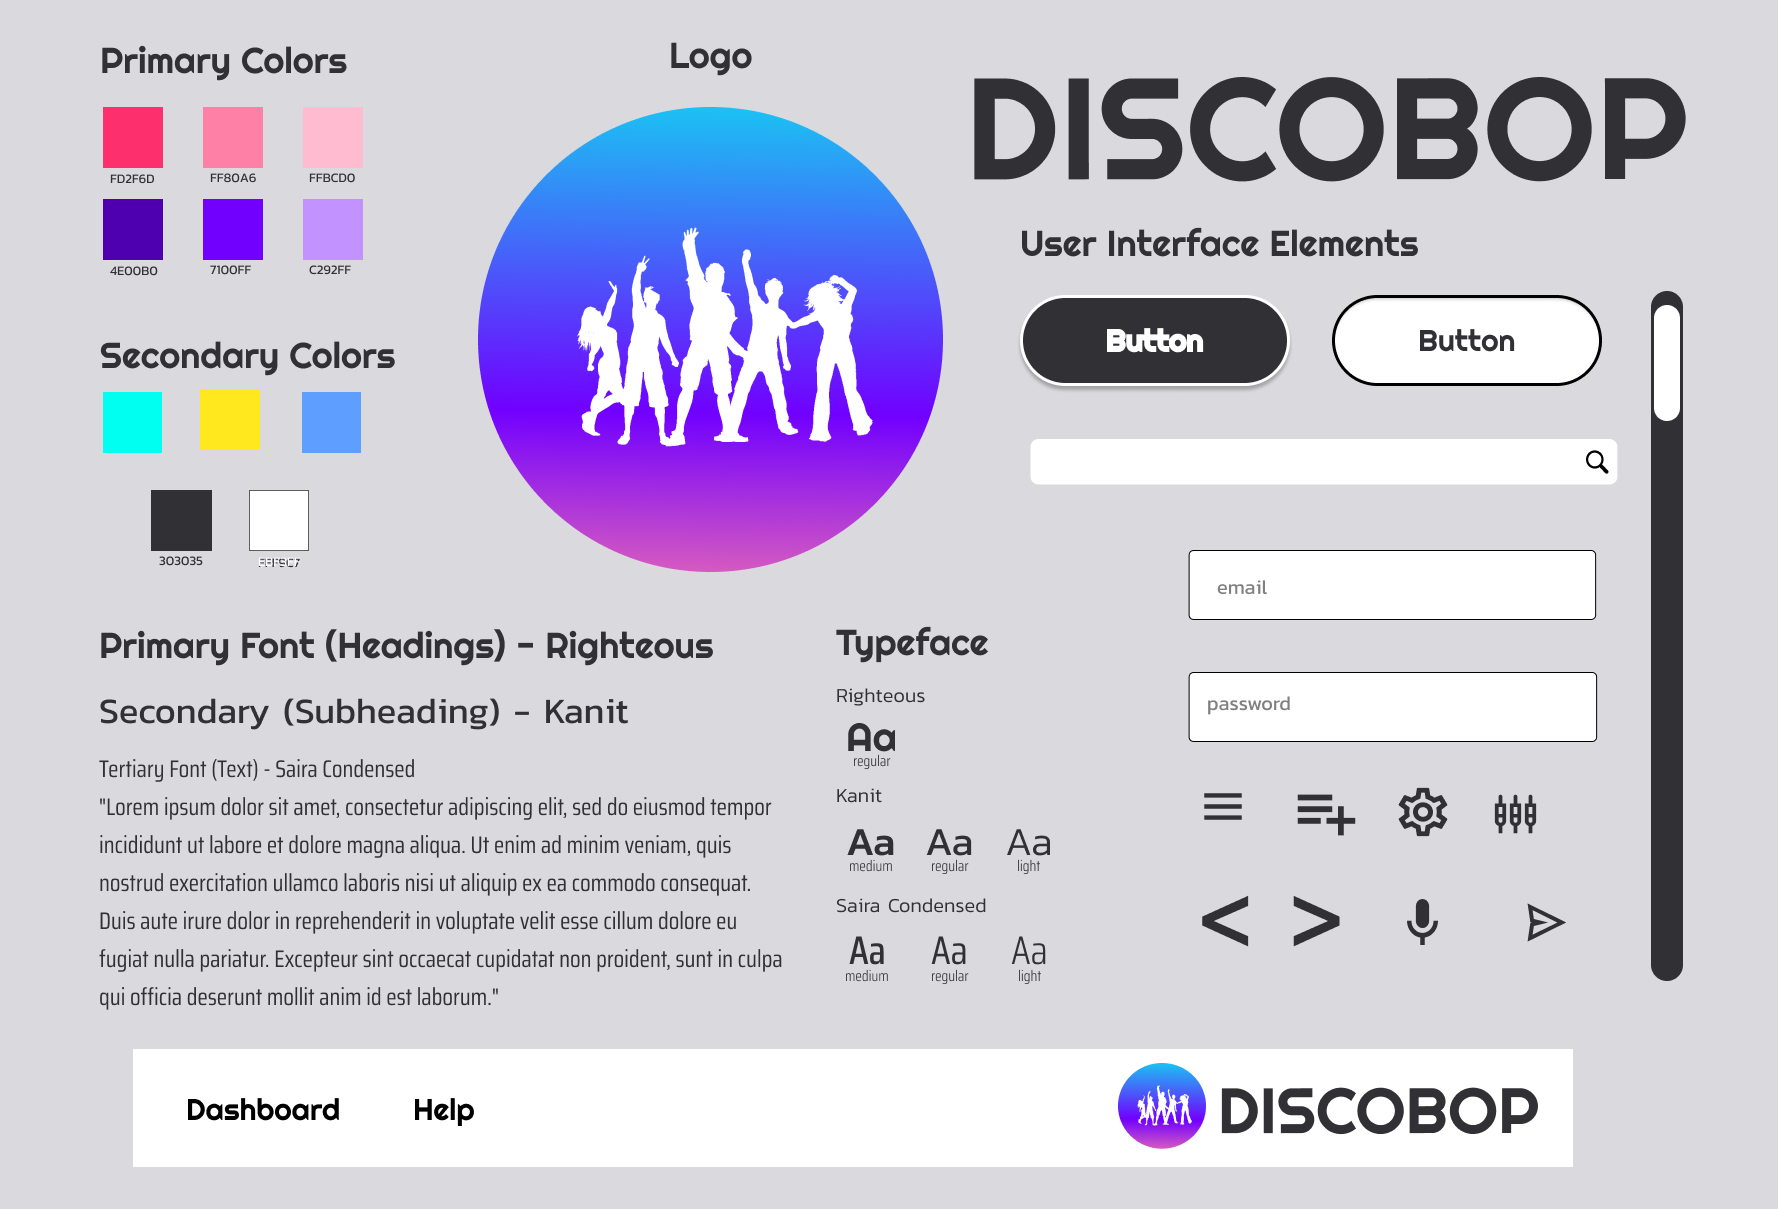 Primary Colors
FD2F6D
FF80A6
FFBCD0
4E00B0
7100FF
C292FF
Secondary Colors
303035
Logo
DISCOBOP
User Interface Elements
Button
Button
email
password
Primary Font (Headings) - Righteous
Secondary (Subheading) - Kanit
Tertiary Font (Text) - Saira Condensed
"Lorem ipsum dolor sit amet, consectetur adipiscing elit, sed do eiusmod tempor
incididunt ut labore et dolore magna aliqua. Ut enim ad minim veniam, quis
nostrud exercitation ullamco laboris nisi ut aliquip ex ea commodo consequat.
Duis aute irure dolor in reprehenderit in voluptate velit esse cillum dolore eu
fugiat nulla pariatur. Excepteur sint occaecat cupidatat non proident, sunt in culpa
qui officia deserunt mollit anim id est laborum."
Typeface
Righteous
Aa
regular
Kanit
Aa Aa Aa
medium regular light
Saira Condensed
Aa Aa Aa
medium regular light
Dashboard Help
DISCOBOP